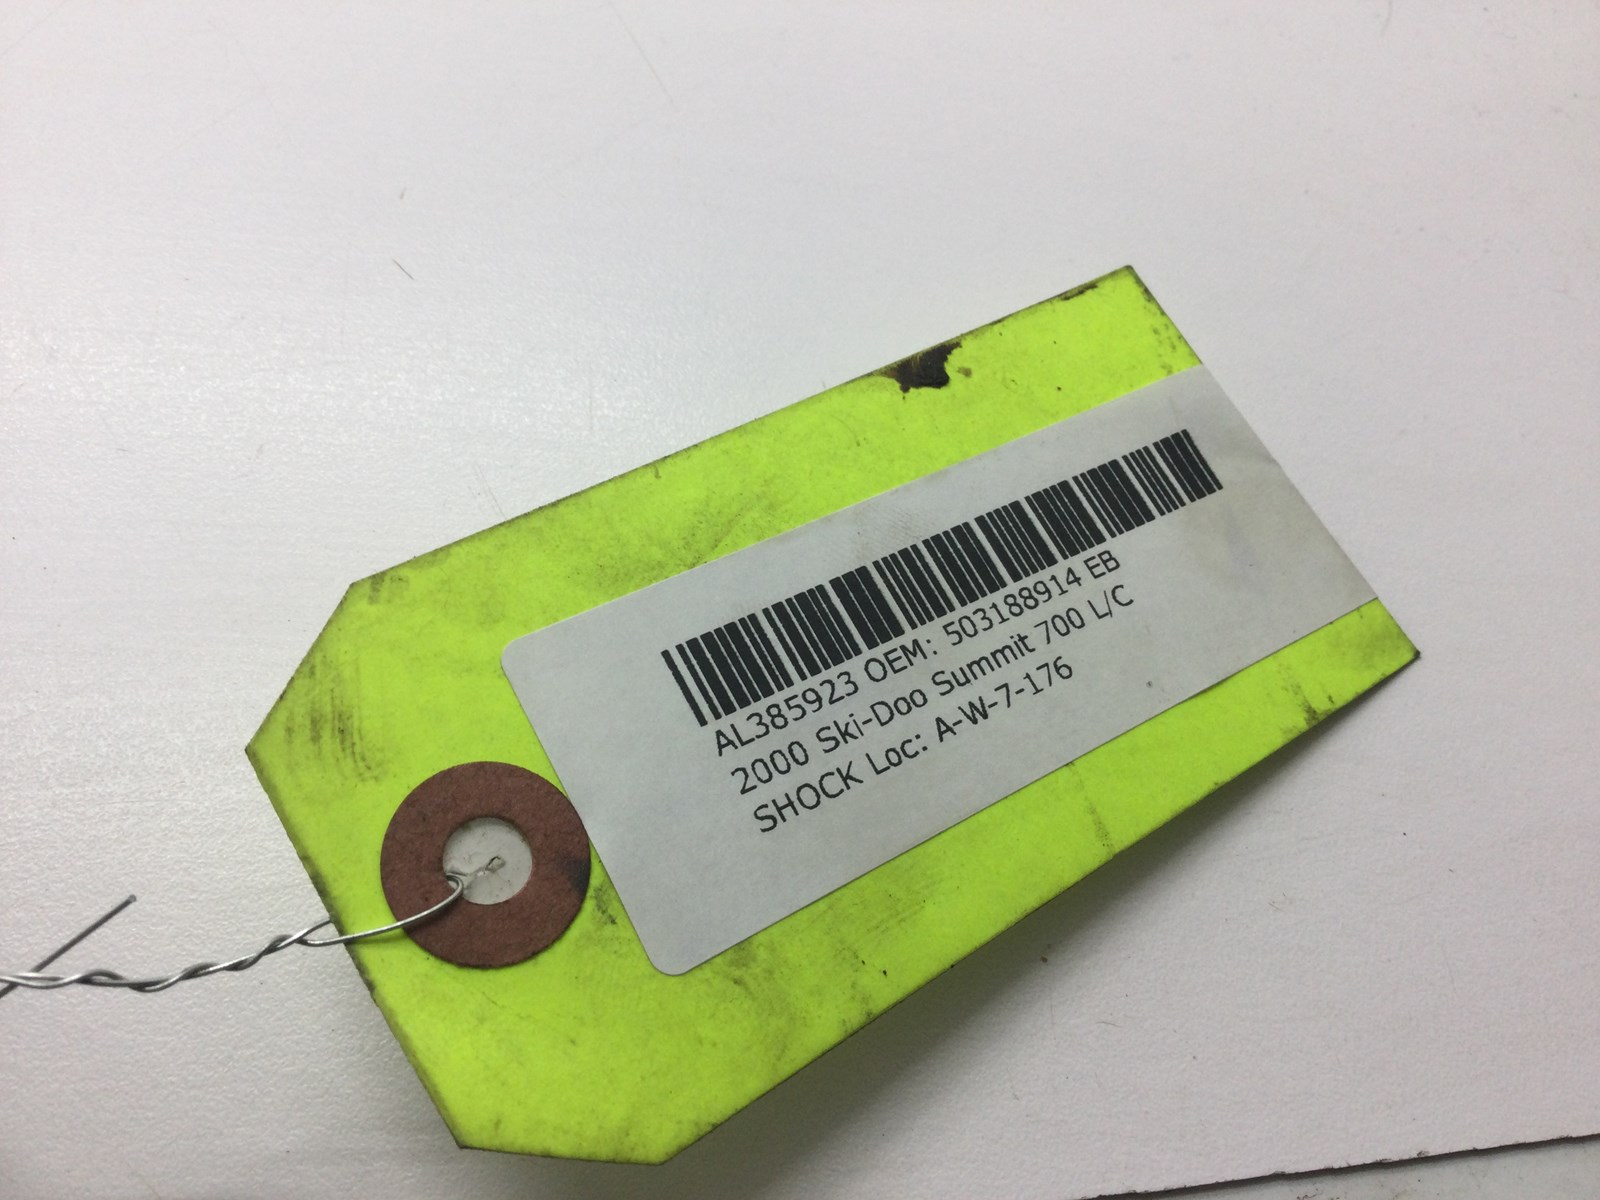 AL385923 OEM: 503188914 EB
2000 Ski-Doo Summit 700 L/C
SHOCK Loc: A-W-7-176